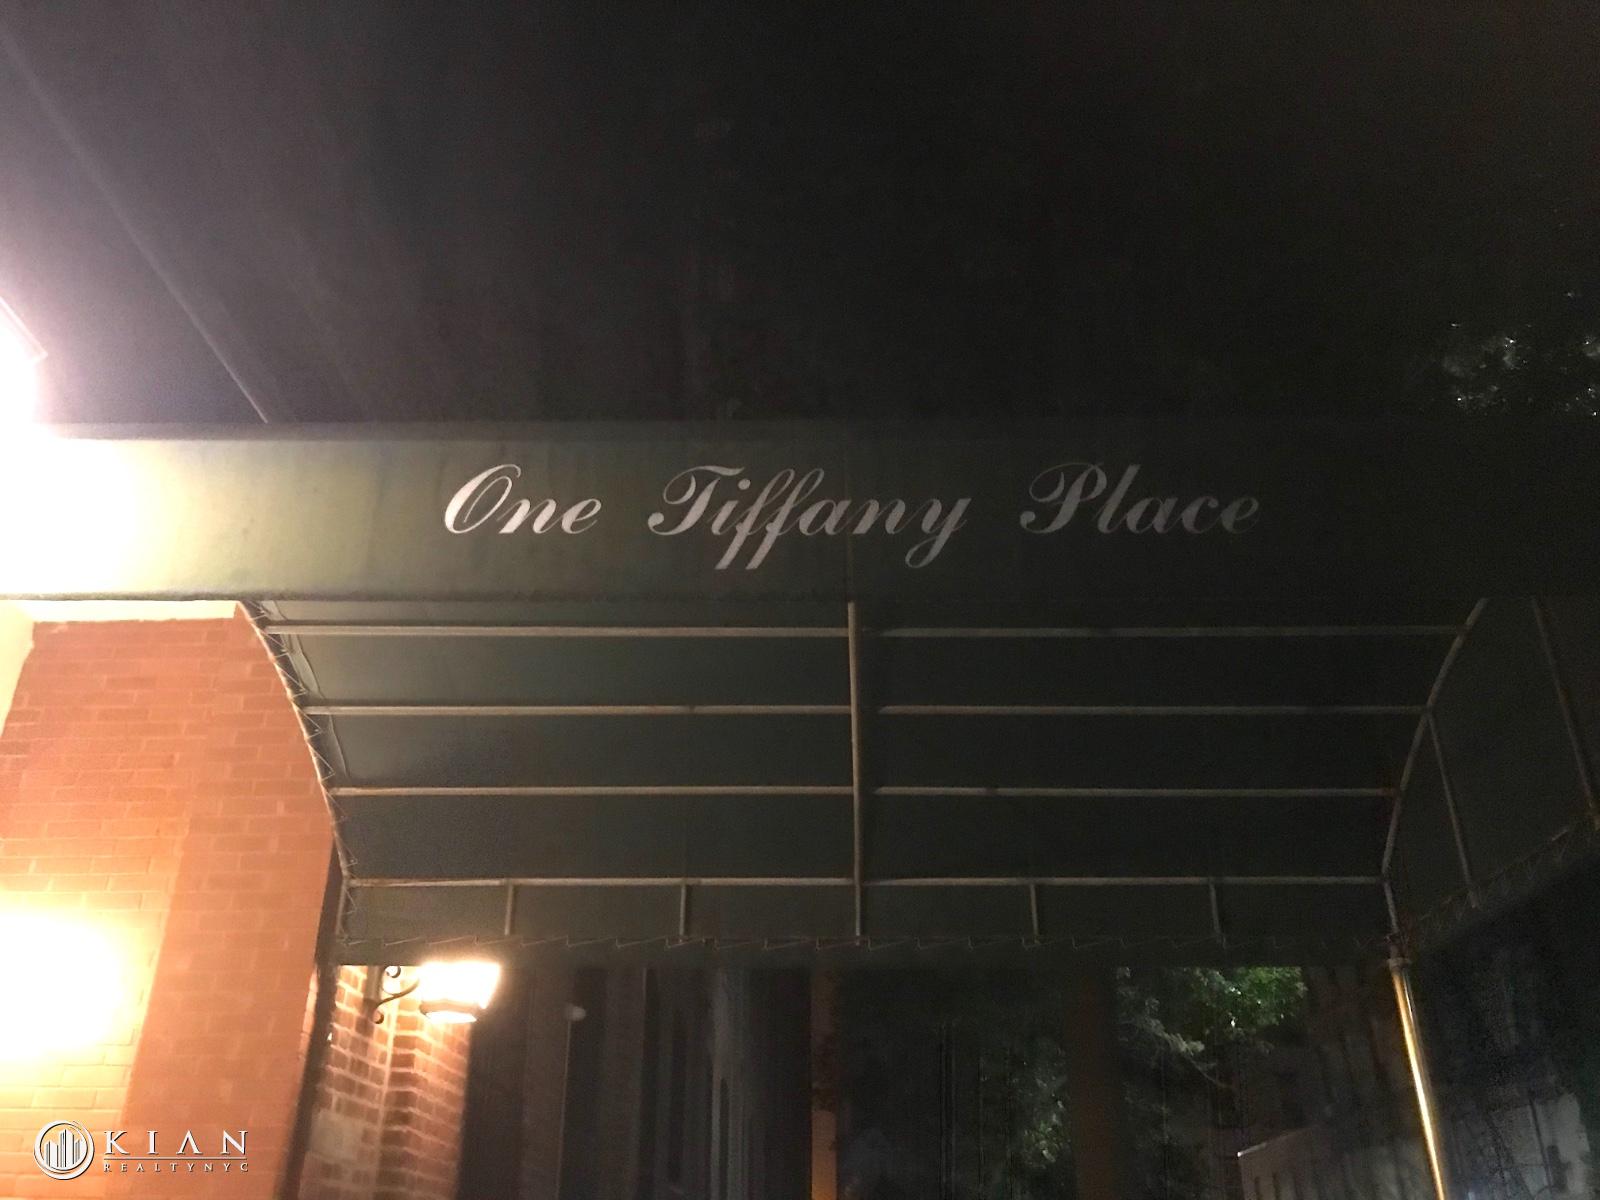 One Tiffany Place
KIAN
REALTYNYC